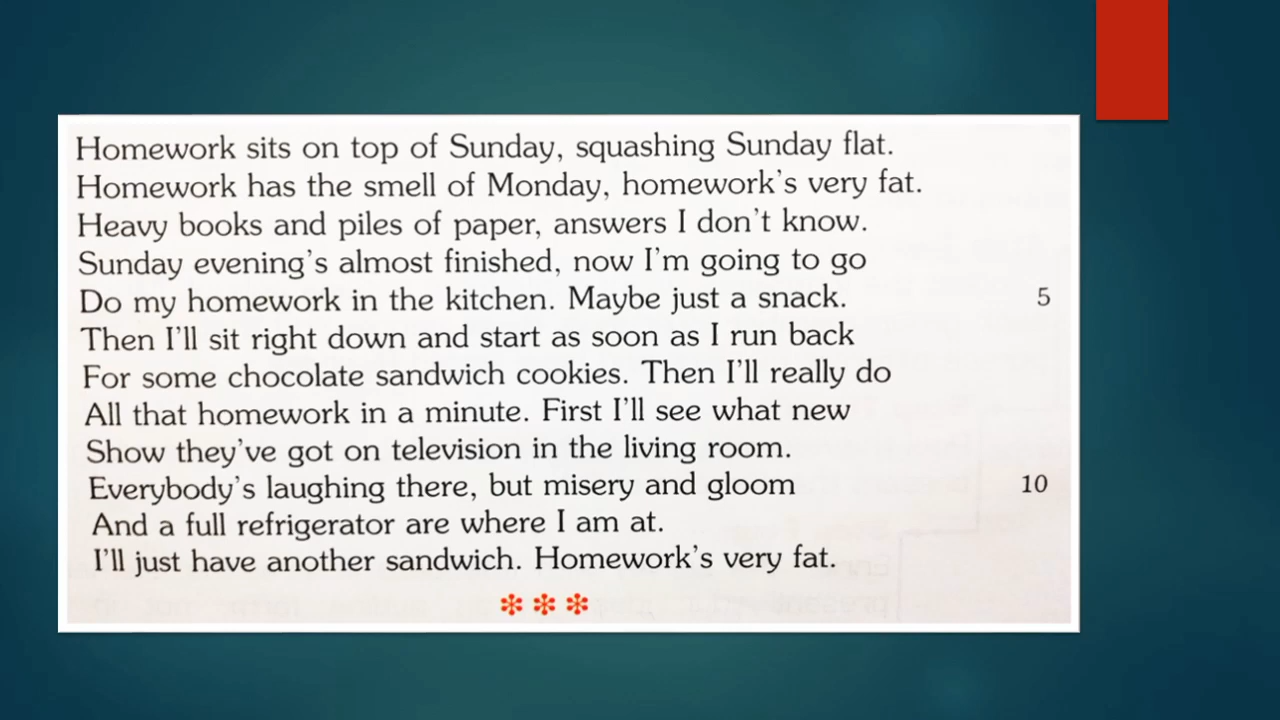 Homework sits on top of Sunday, squashing Sunday flat.
Homework has the smell of Monday, homework's very fat.
Heavy books and piles of paper, answers I don't know.
Sunday evening's almost finished, now I'm going to go
Do my homework in the kitchen. Maybe just a snack. 5
Then I'll sit right down and start as soon as I run back
For some chocolate sandwich cookies. Then I'll really do
All that homework in a minute. First I'll see what new
Show they've got on television in the living room.
Everybody's laughing there, but misery and gloom 10
And a full refrigerator are where I am at.
I'll just have another sandwich. Homework's very fat.